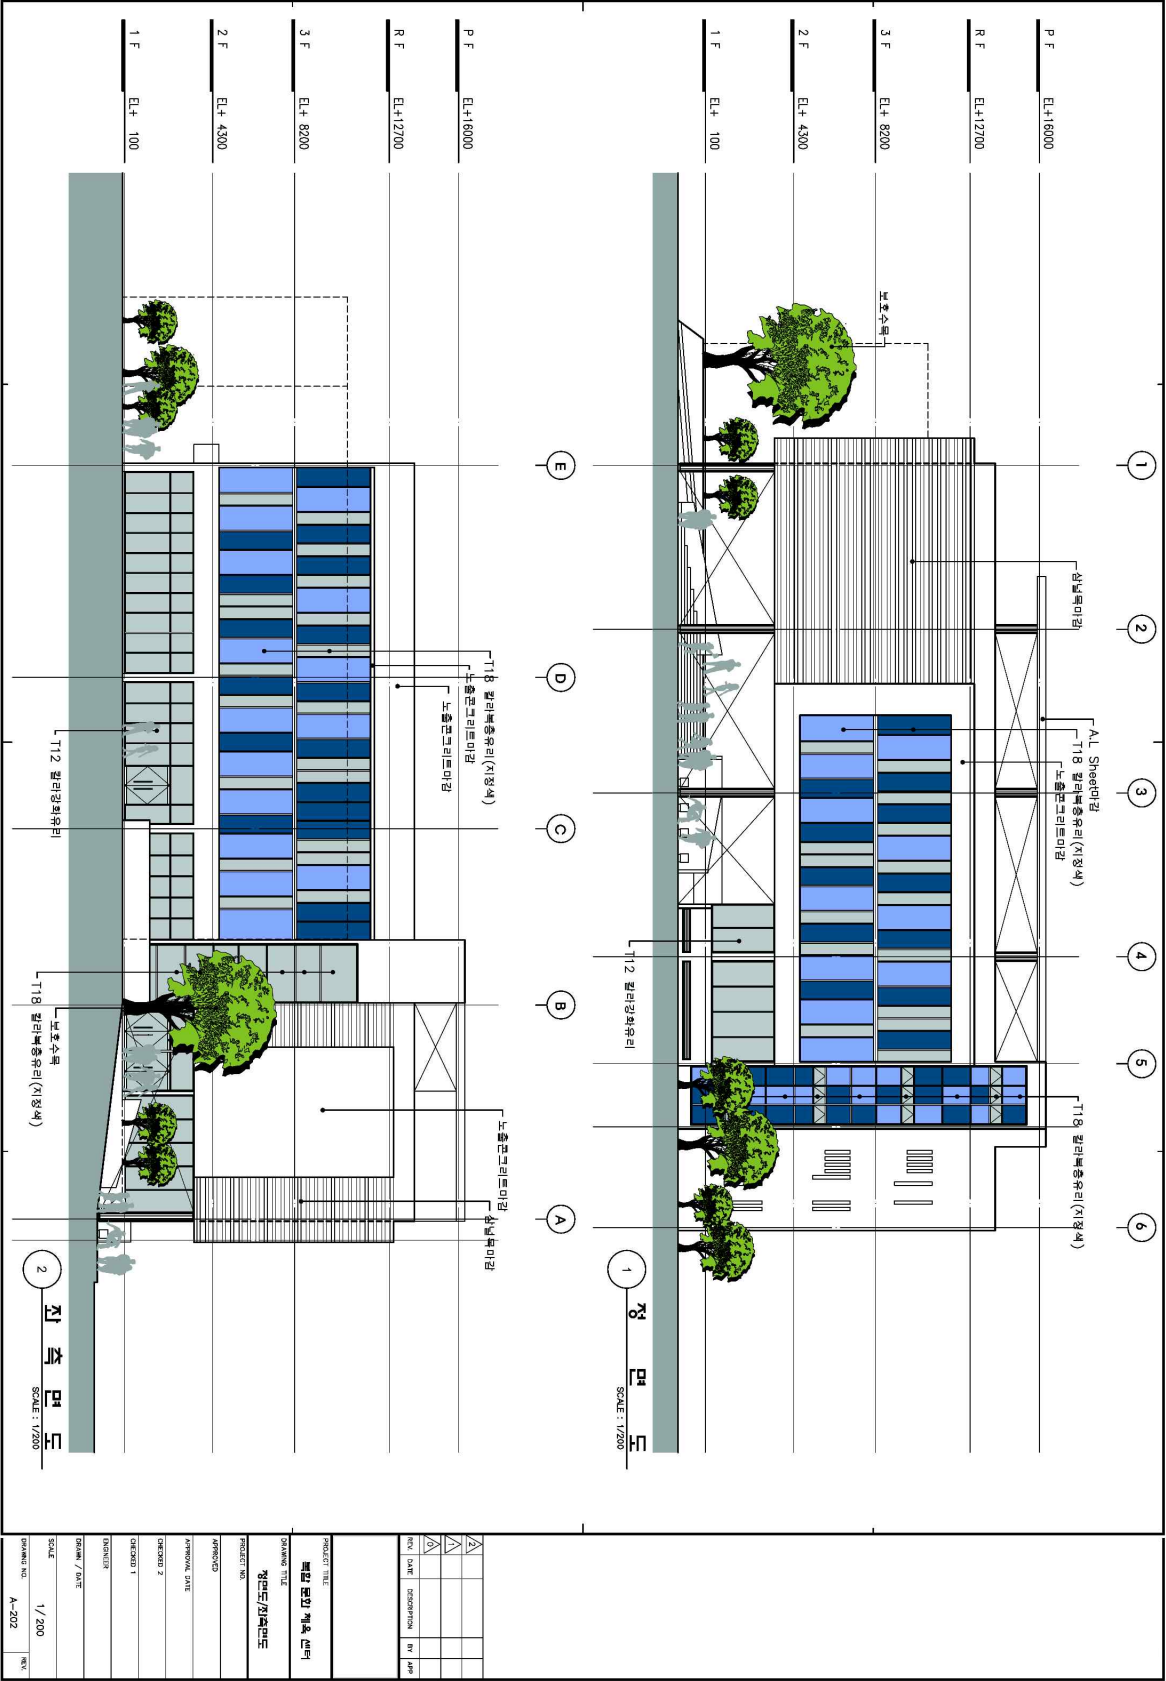 1
2
3
4
5
6
P F
EL+16000
R F
EL+12700
3 F
EL+ 8200
2 F
EL+ 4300
1 F
EL+ 100
보호수목
삼나무마감
A.L Sheet마감
T18 칼라복층유리(지정색)
노출콘크리트마감
T12 칼라강화유리
T18 칼라복층유리(지정색)
1
정 면 도
SCALE : 1/200
P F
EL+16000
R F
EL+12700
3 F
EL+ 8200
2 F
EL+ 4300
1 F
EL+ 100
E
D
C
B
A
T18 칼라복층유리(지정색)
노출콘크리트마감
노출콘크리트마감
T12 칼라강화유리
노출콘크리트마감
보호수목
T18 칼라복층유리(지정색)
2
좌 측 면 도
SCALE : 1/200
2
1
0
REV. DATE DESCRIPTION BY APP
PROJECT TITLE
복합 문화 체육 센터
DRAWING TITLE
정면도/좌측면도
PROJECT NO.
APPROVED
APPROVAL DATE
CHECKED 2
CHECKED 1
ENGINEER
DRAWN / DATE
SCALE
1/ 200
DRAWING NO.
A-202
REV.